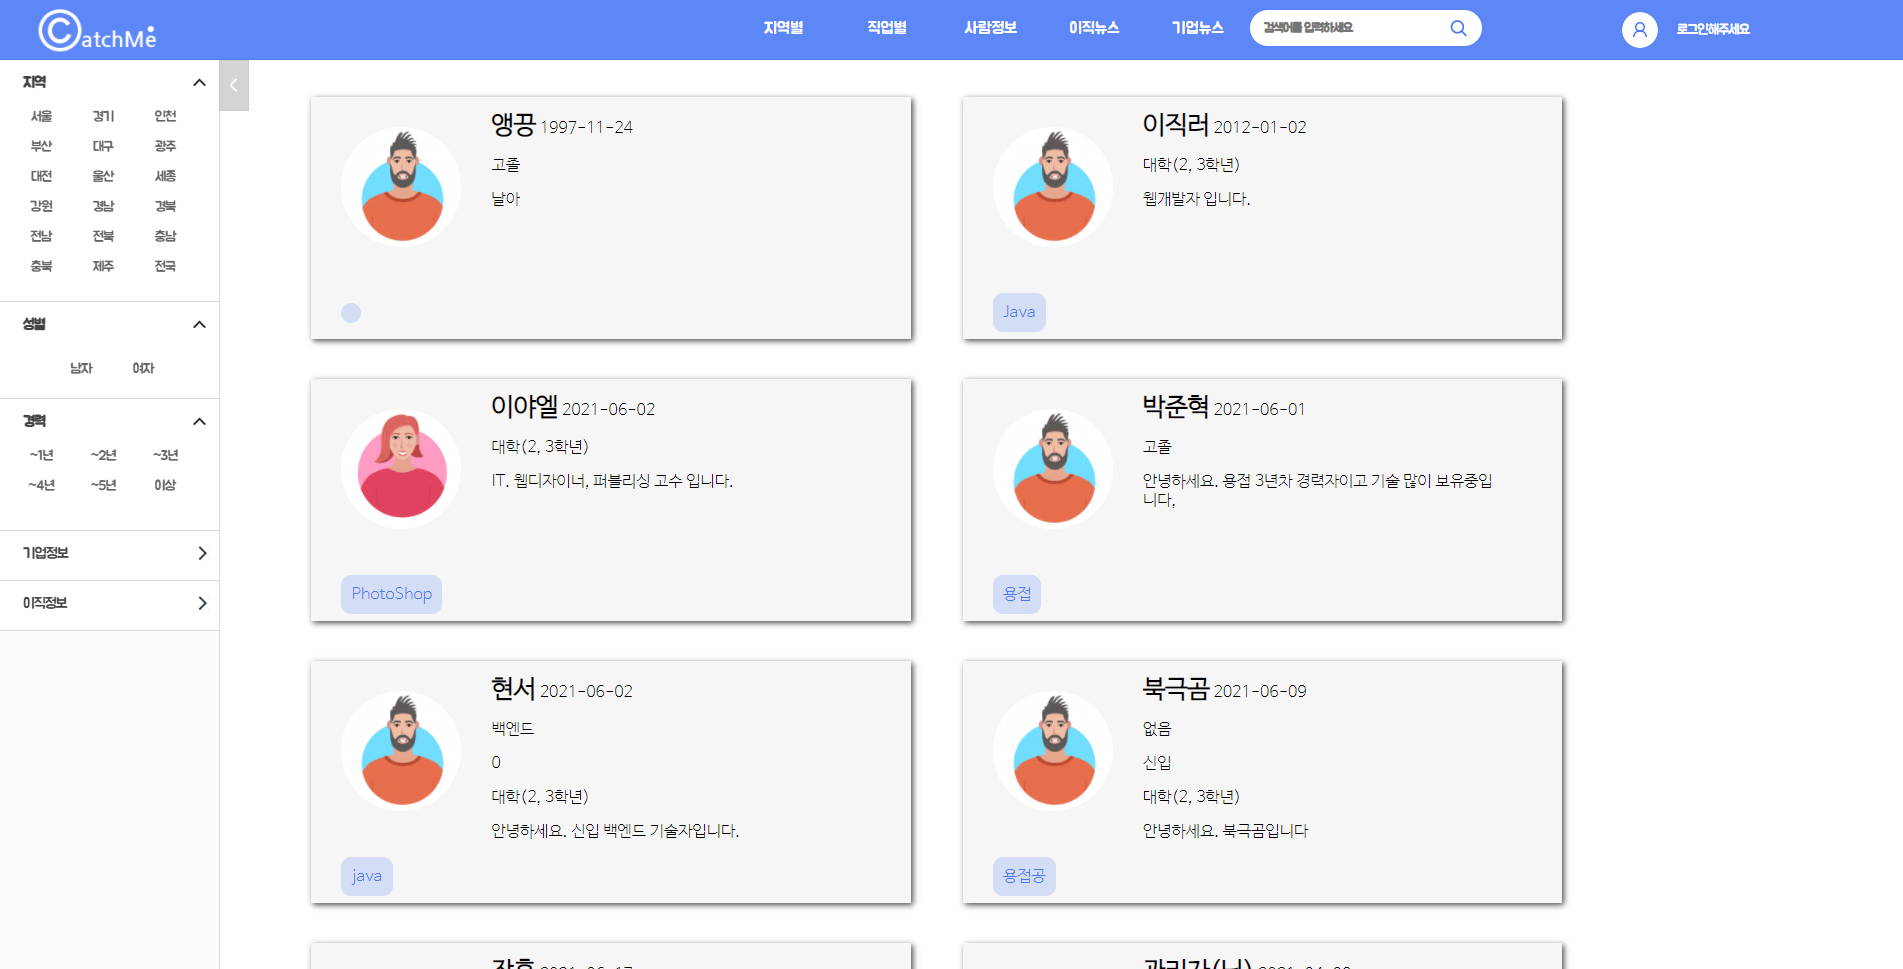 ©atchMe
지역별 직업별 사람정보 이직뉴스 기업뉴스 검색어를 입력하세요 로그인해주세요
지역
서울 경기 인천
부산 대구 광주
대전 울산 세종
강원 경남 경북
전남 전북 충남
충북 제주 전국
성별
남자 여자
경력
~1년 ~2년 ~3년
~4년 ~5년 이상
기업정보
이직정보
앵끙 1997-11-24
고졸
날아
이직러 2012-01-02
대학(2, 3학년)
웹개발자 입니다.
Java
이야엘 2021-06-02
대학(2, 3학년)
IT. 웹디자이너, 퍼블리싱 고수 입니다.
PhotoShop
박준혁 2021-06-01
고졸
안녕하세요. 용접 3년차 경력자이고 기술 많이 보유중입
니다,
용접
현서 2021-06-02
백엔드
0
대학(2, 3학년)
안녕하세요. 신입 백엔드 기술자입니다.
java
북극곰 2021-06-09
없음
신입
대학(2, 3학년)
안녕하세요. 북극곰입니다
용접공